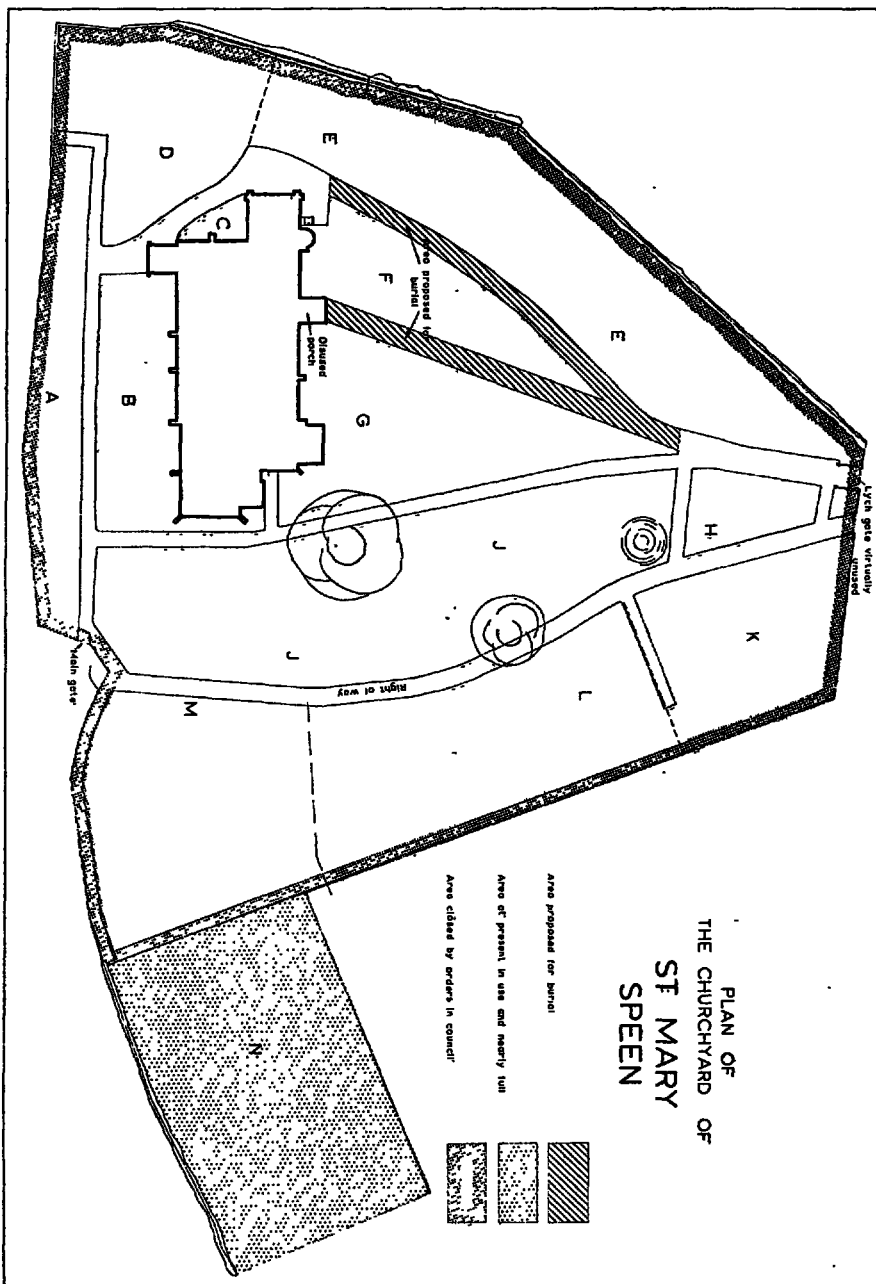 PLAN OF
THE CHURCHYARD OF
ST MARY
SPEEN
Area proposed for burial
Area at present in use and nearly full
Area closed by orders in council
Lych gate virtually
unused
E
E
D
C
F
Area proposed for
burial
Disused
porch
G
B
A
H
J
J
K
L
Right of way
M
Main gate
N